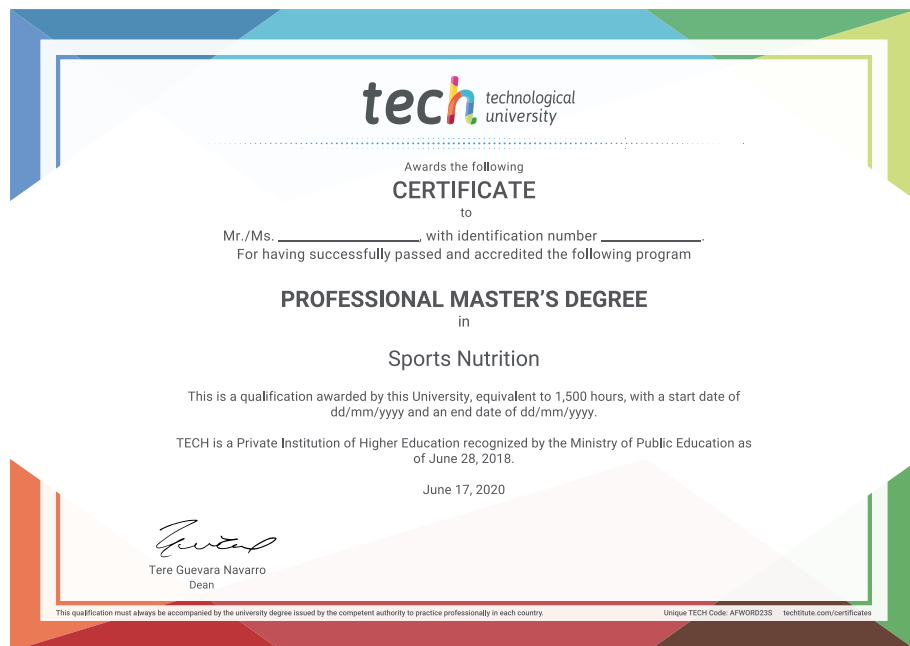 tech technological
university
Awards the following
CERTIFICATE
to
Mr./Ms. ____________________, with identification number ______________.
For having successfully passed and accredited the following program
PROFESSIONAL MASTER'S DEGREE
in
Sports Nutrition
This is a qualification awarded by this University, equivalent to 1,500 hours, with a start date of
dd/mm/yyyy and an end date of dd/mm/yyyy.
TECH is a Private Institution of Higher Education recognized by the Ministry of Public Education as
of June 28, 2018.
June 17, 2020
Tere Guevara Navarro
Dean
This qualification must always be accompanied by the university degree issued by the competent authority to practice professionally in each country.
Unique TECH Code: AFWORD23S techtitute.com/certificates